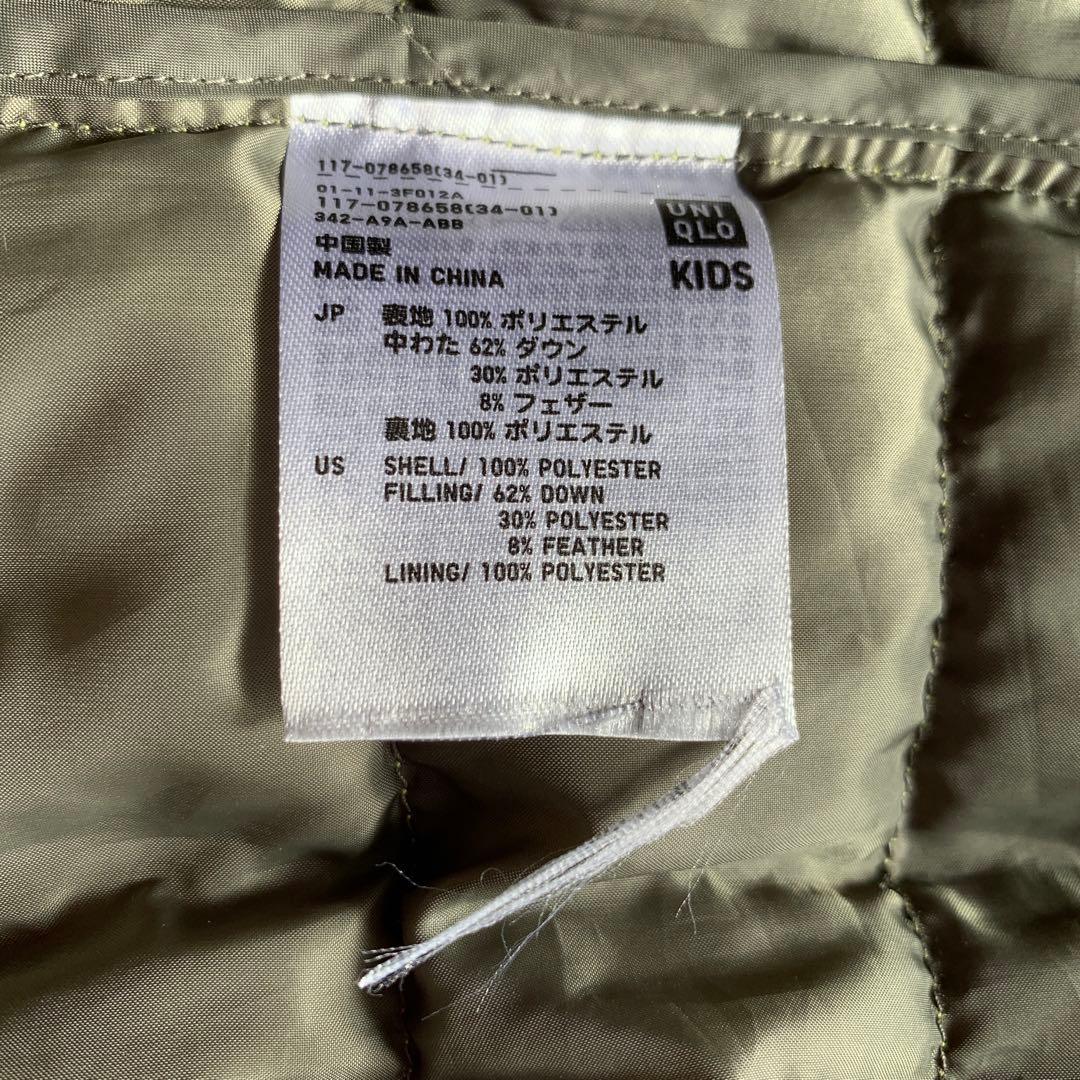 117-078658(34-01)
01-11-3F012A
117-078658(34-01)
342-A9A-ABB
中国製
MADE IN CHINA
UNI
QLO
KIDS
JP 表地 100% ポリエステル
中わた 62% ダウン
30% ポリエステル
8% フェザー
裏地 100% ポリエステル
US SHELL/ 100% POLYESTER
FILLING/ 62% DOWN
30% POLYESTER
8% FEATHER
LINING/ 100% POLYESTER